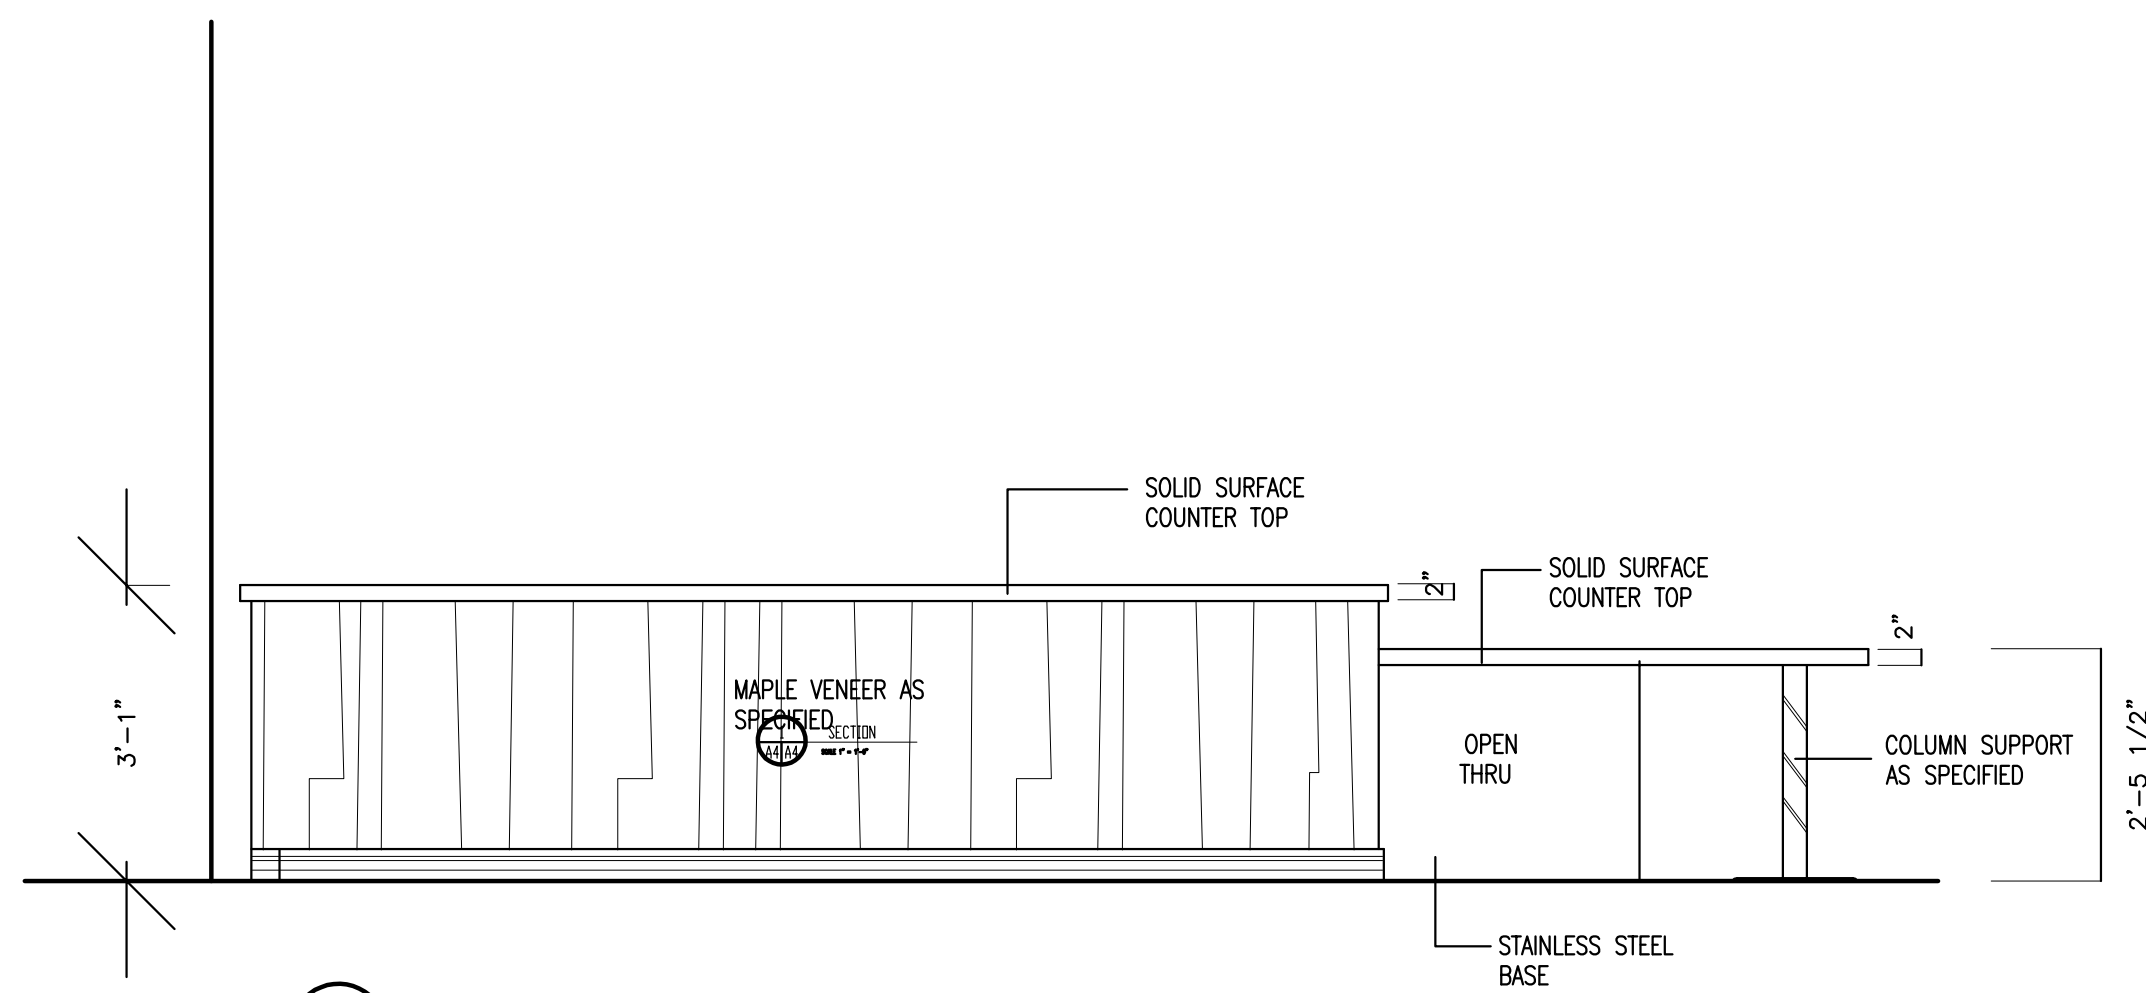 SOLID SURFACE
COUNTER TOP
SOLID SURFACE
COUNTER TOP
2"
2"
MAPLE VENEER AS
SPECIFIED
SECTION
A4 A4
3'-1"
OPEN
THRU
COLUMN SUPPORT
AS SPECIFIED
2'-5 1/2"
STAINLESS STEEL
BASE